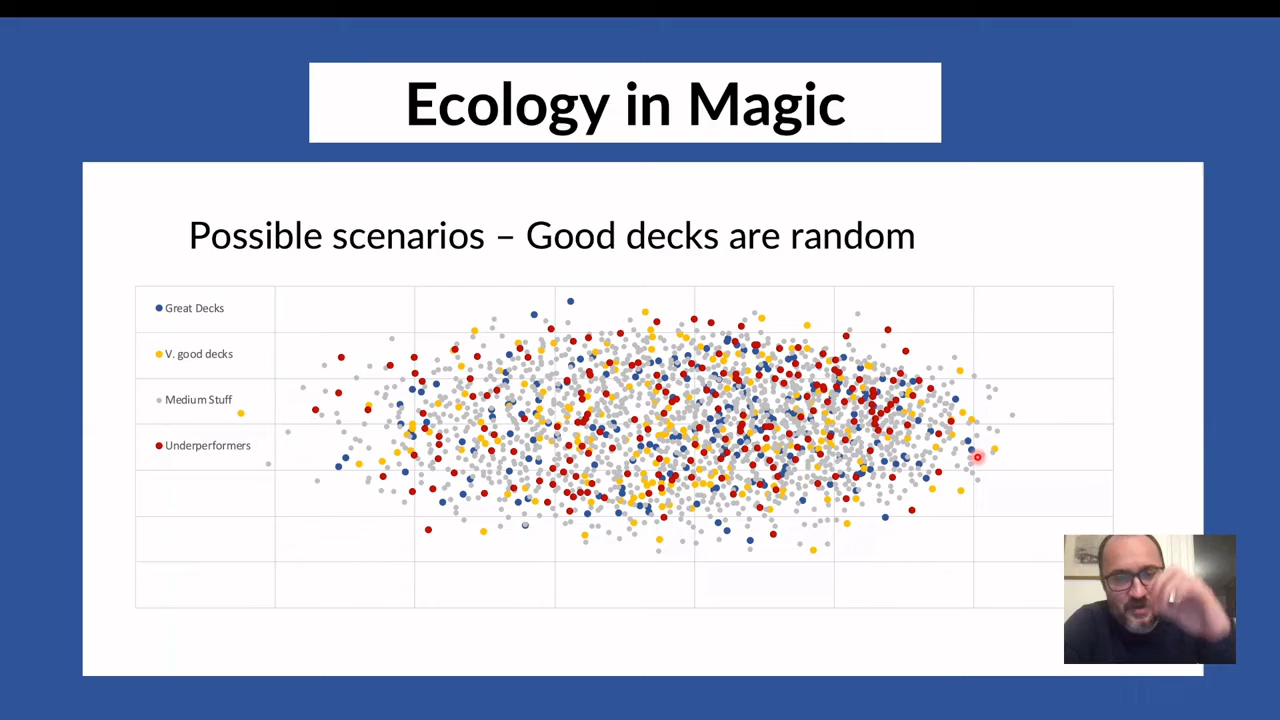 Ecology in Magic
Possible scenarios – Good decks are random
Great Decks
V. good decks
Medium Stuff
Underperformers